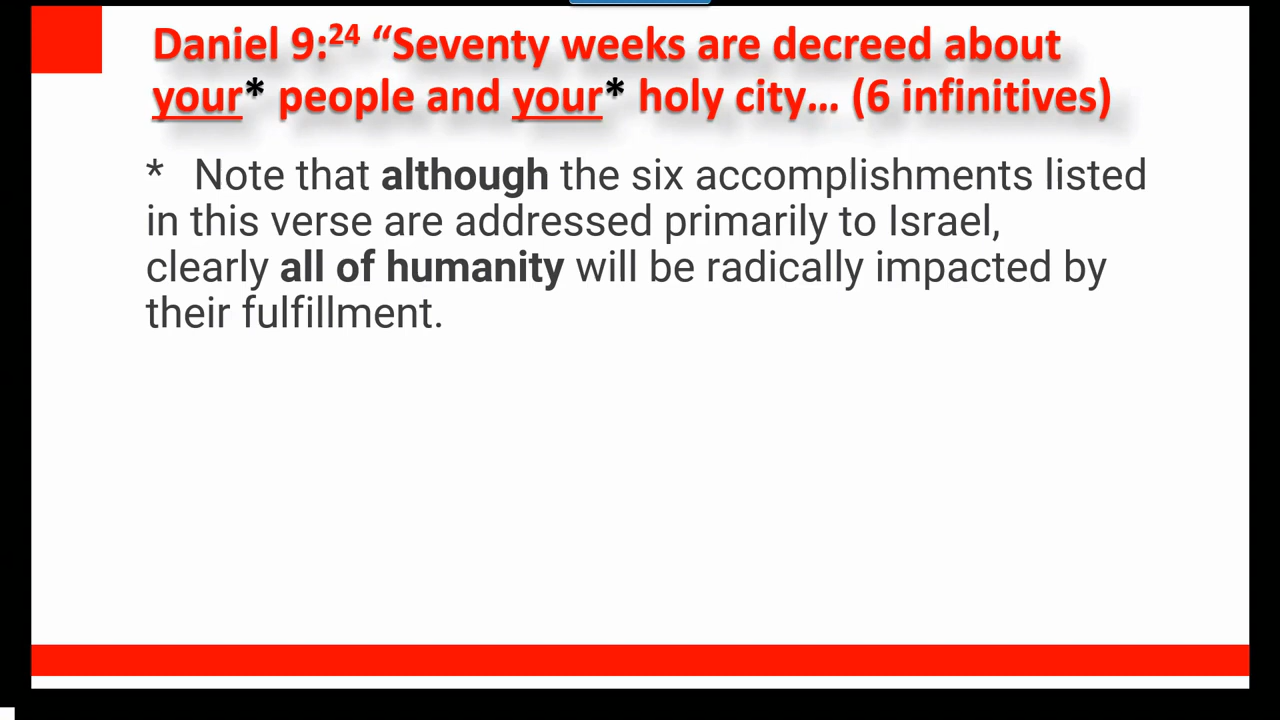 Daniel 9:24 “Seventy weeks are decreed about
your* people and your* holy city... (6 infinitives)
* Note that although the six accomplishments listed
in this verse are addressed primarily to Israel,
clearly all of humanity will be radically impacted by
their fulfillment.